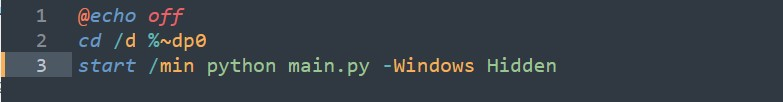 1 @echo off
2 cd /d %~dp0
3 start /min python main.py -Windows Hidden